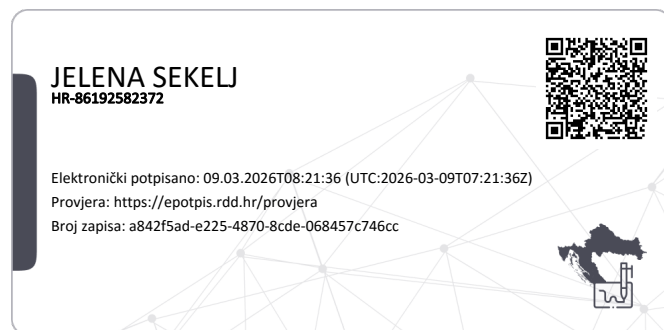 JELENA SEKELJ
HR-86192582372
Elektronički potpisano: 09.03.2026T08:21:36 (UTC:2026-03-09T07:21:36Z)
Provjera: https://epotpis.rdd.hr/provjera
Broj zapisa: a842f5ad-e225-4870-8cde-068457c746cc